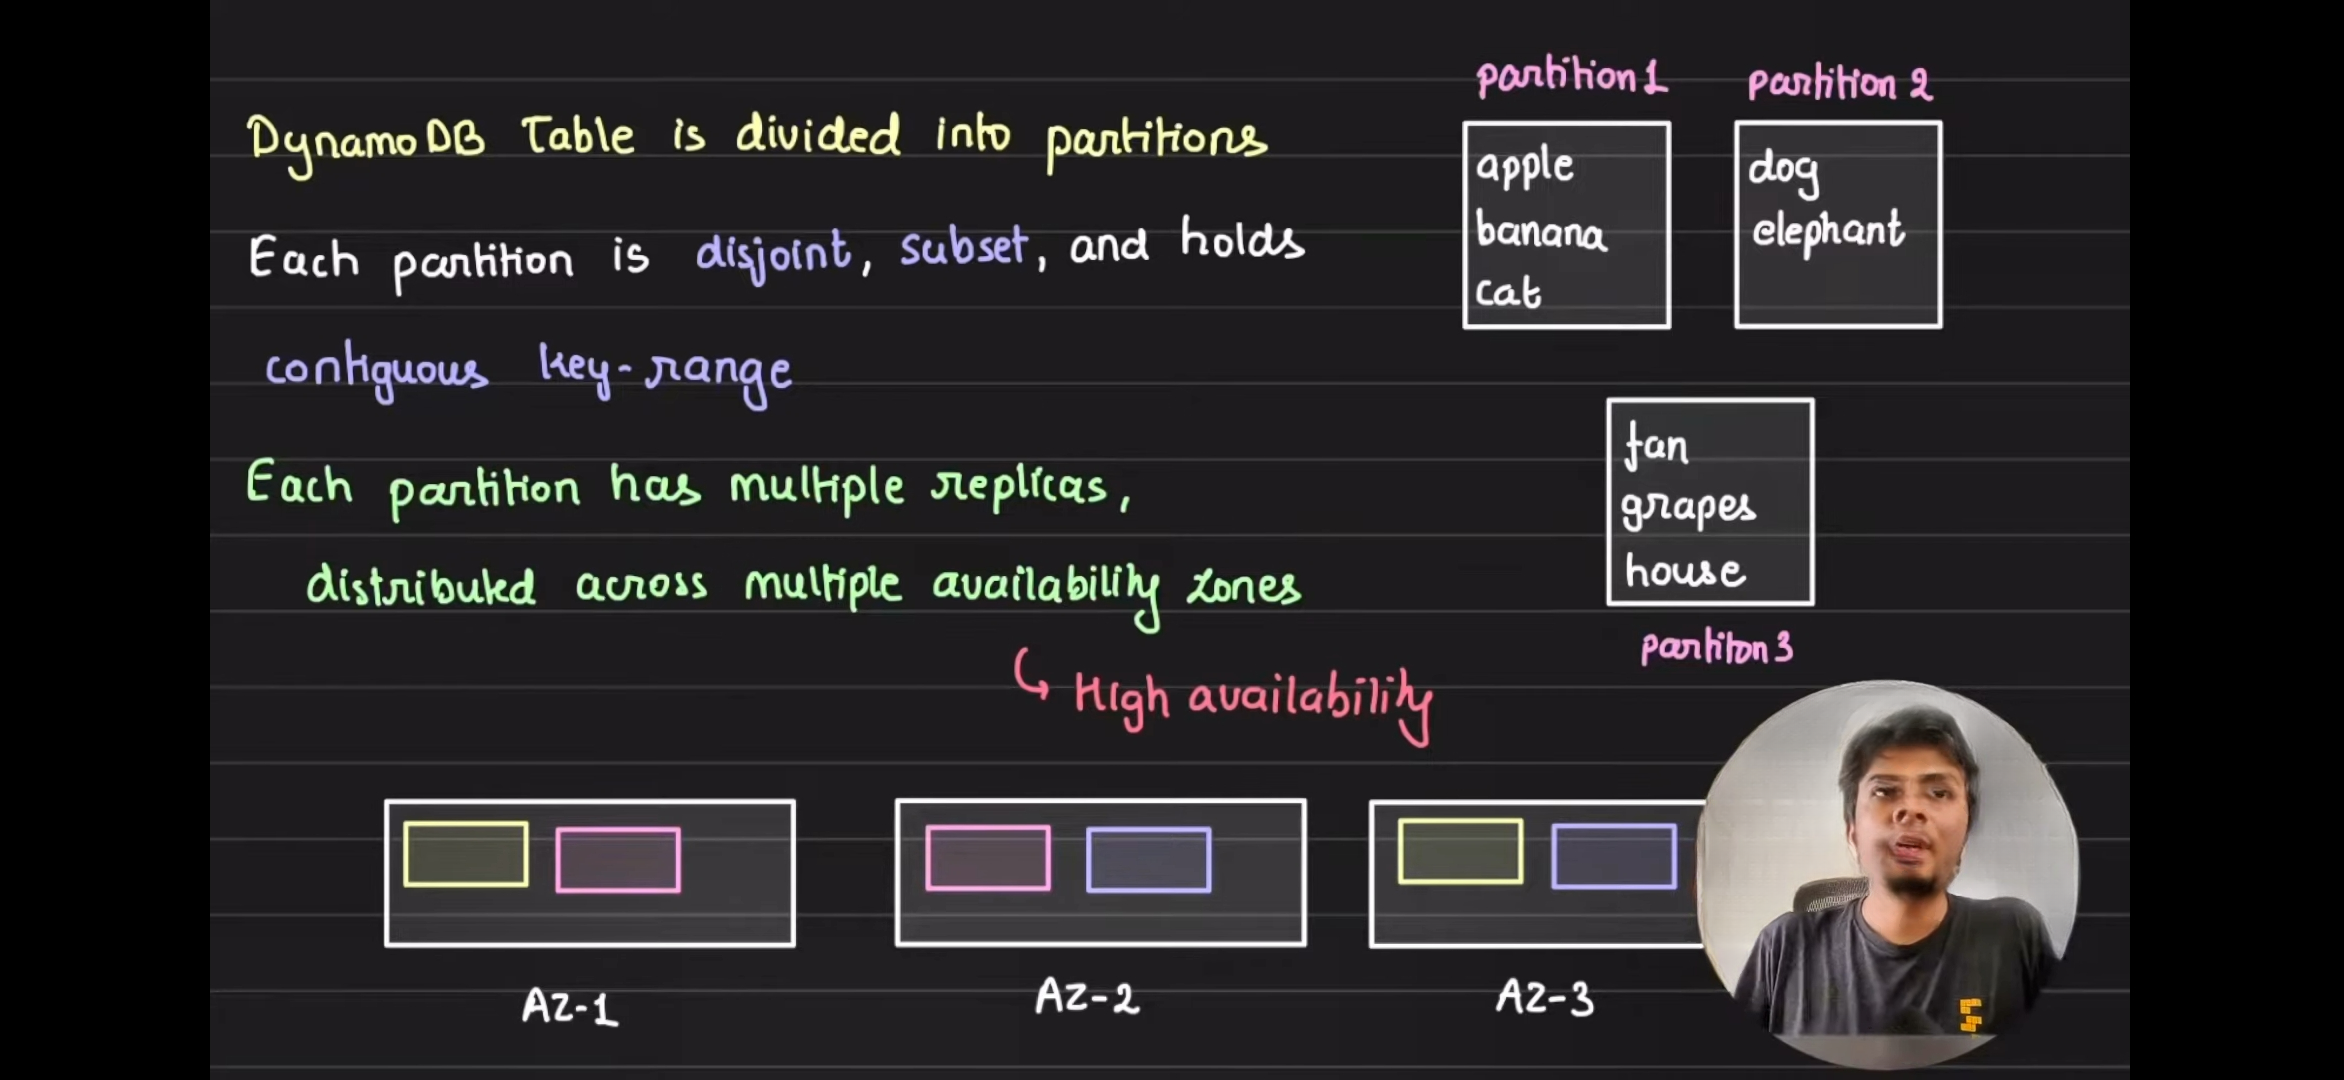 DynamoDB Table is divided into partitions
Each partition is disjoint, subset, and holds
contiguous key-range
Each partition has multiple replicas,
distributed across multiple availability zones
High availability
partition 1
apple
banana
cat
partition 2
dog
elephant
fan
grapes
house
partiton 3
AZ-1
AZ-2
AZ-3